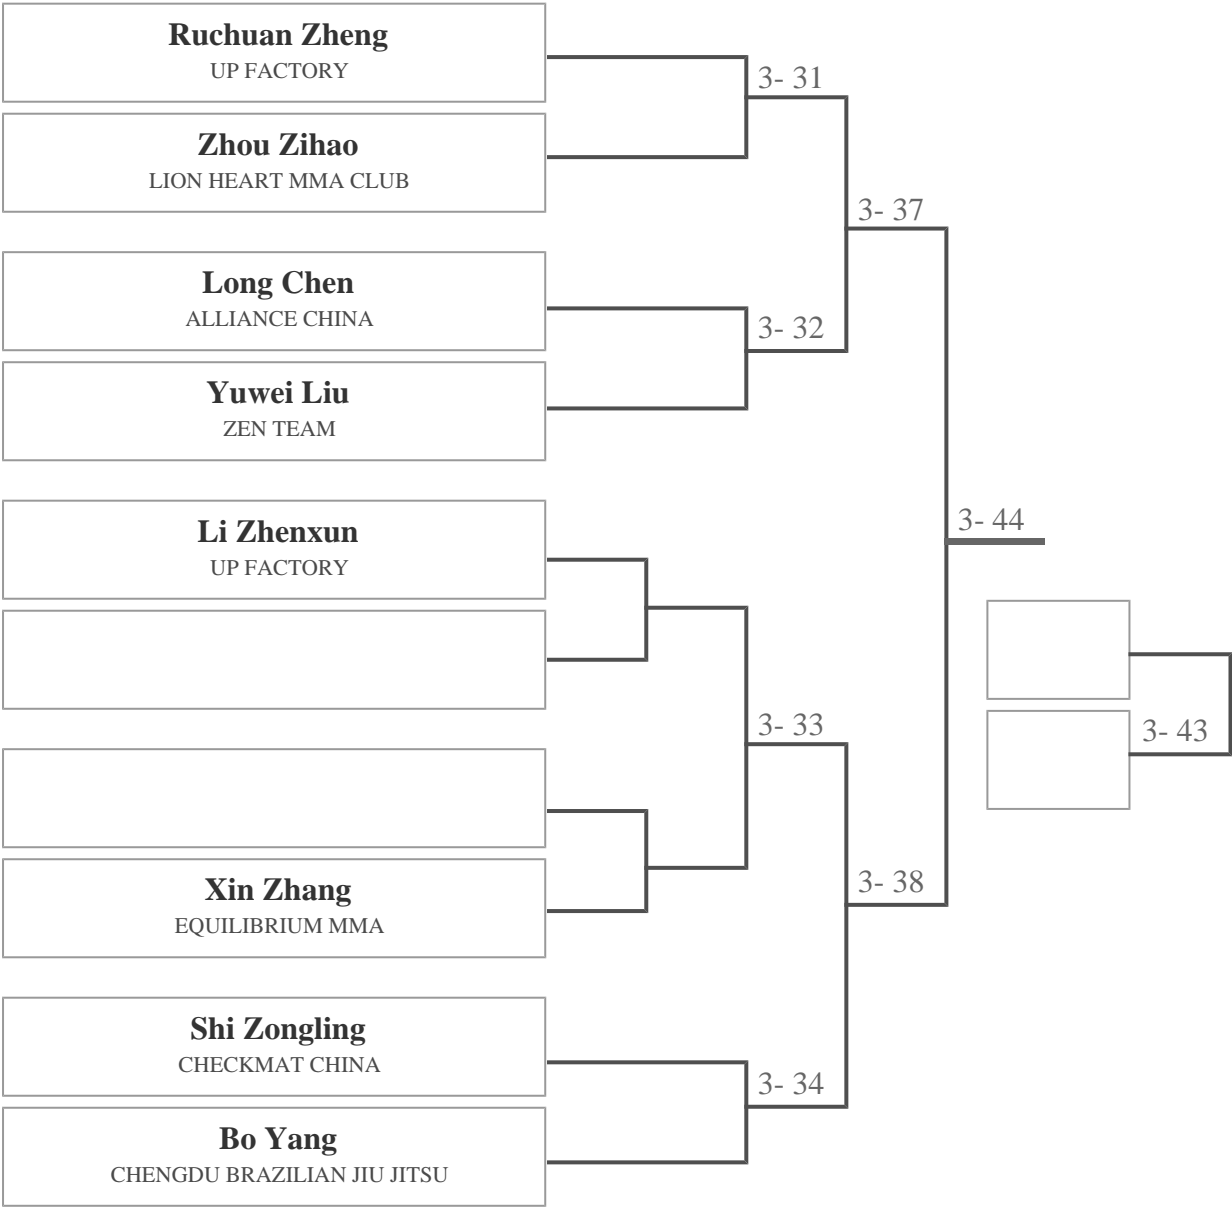 Ruchuan Zheng
UP FACTORY
3- 31
Zhou Zihao
LION HEART MMA CLUB
3- 37
Long Chen
ALLIANCE CHINA
3- 32
Yuwei Liu
ZEN TEAM
Li Zhenxun
UP FACTORY
3- 44
3- 33
3- 43
Xin Zhang
EQUILIBRIUM MMA
3- 38
Shi Zongling
CHECKMAT CHINA
3- 34
Bo Yang
CHENGDU BRAZILIAN JIU JITSU